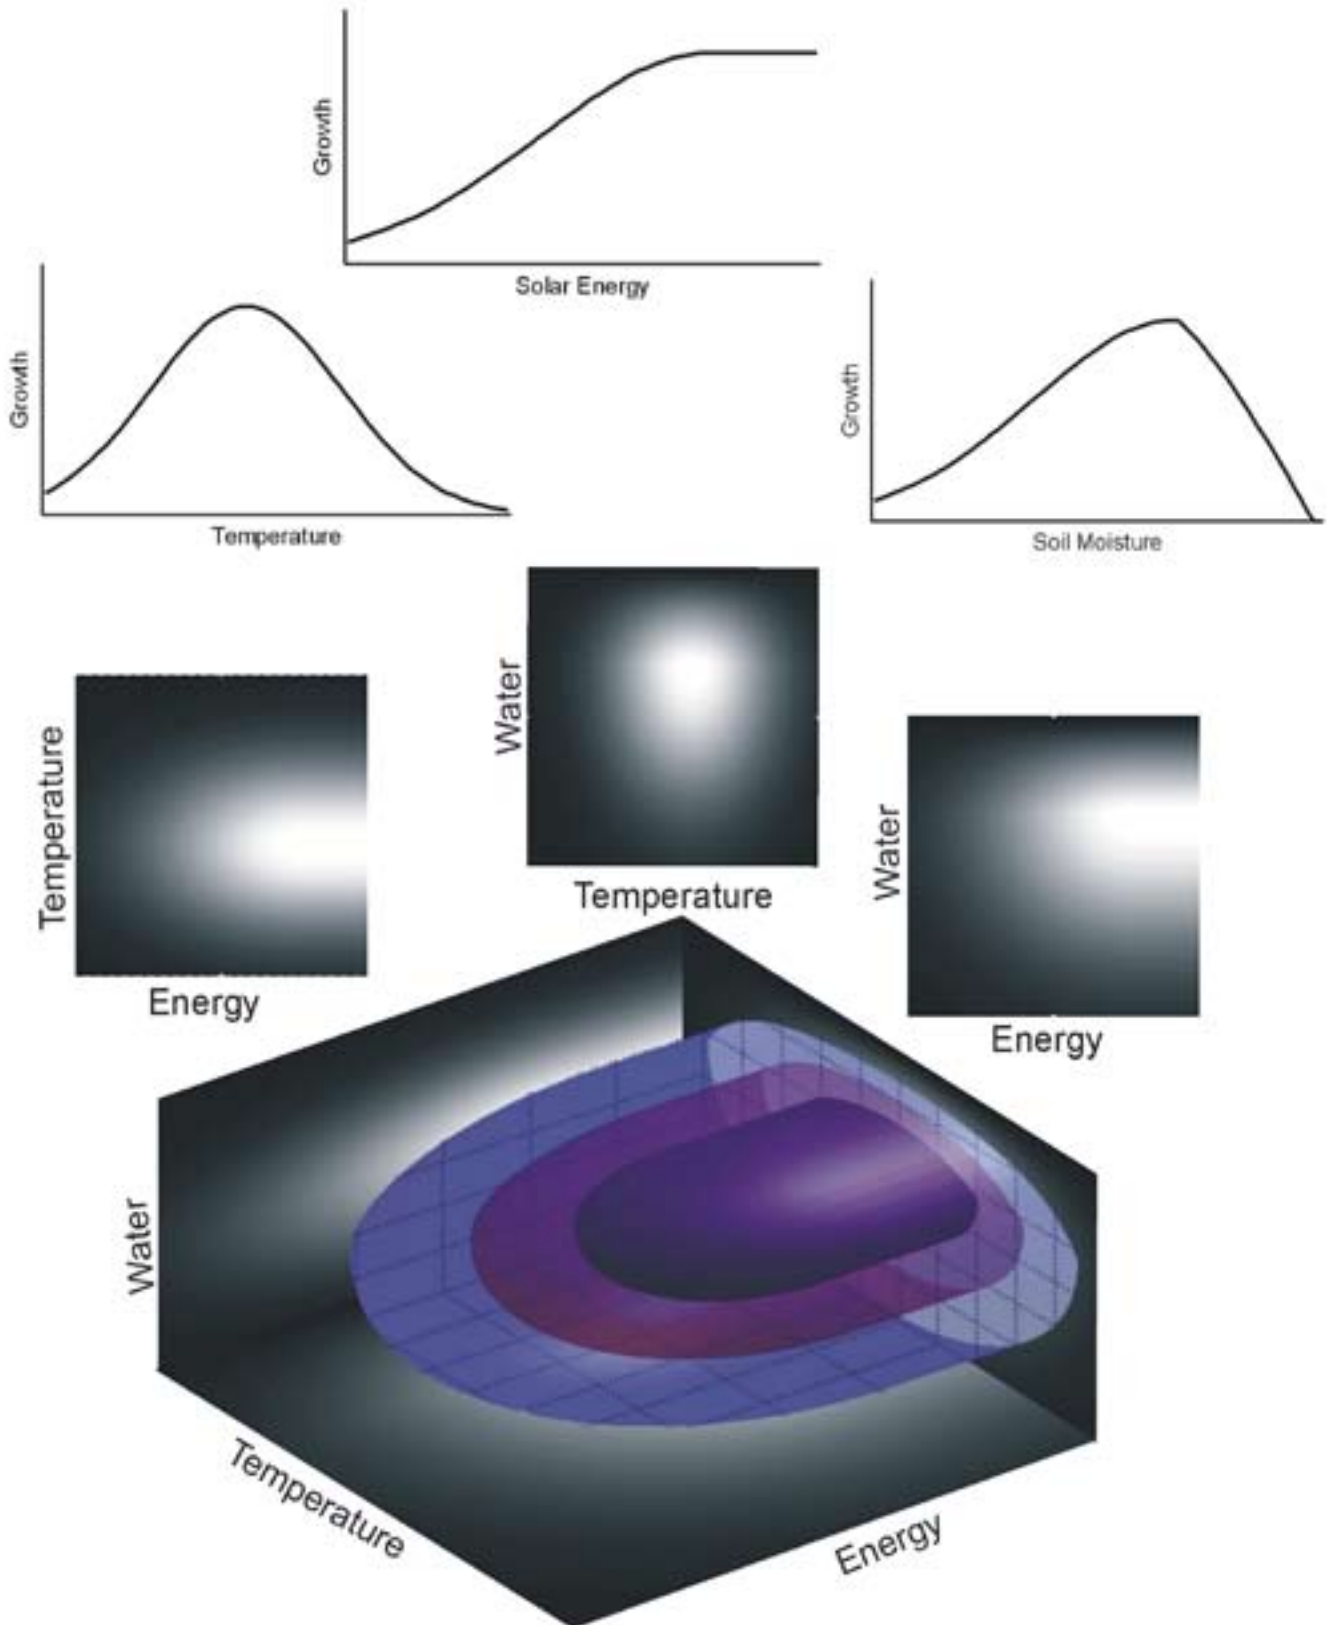 Growth
Solar Energy
Growth
Temperature
Growth
Soil Moisture
Water
Temperature
Temperature
Energy
Water
Energy
Water
Temperature
Energy